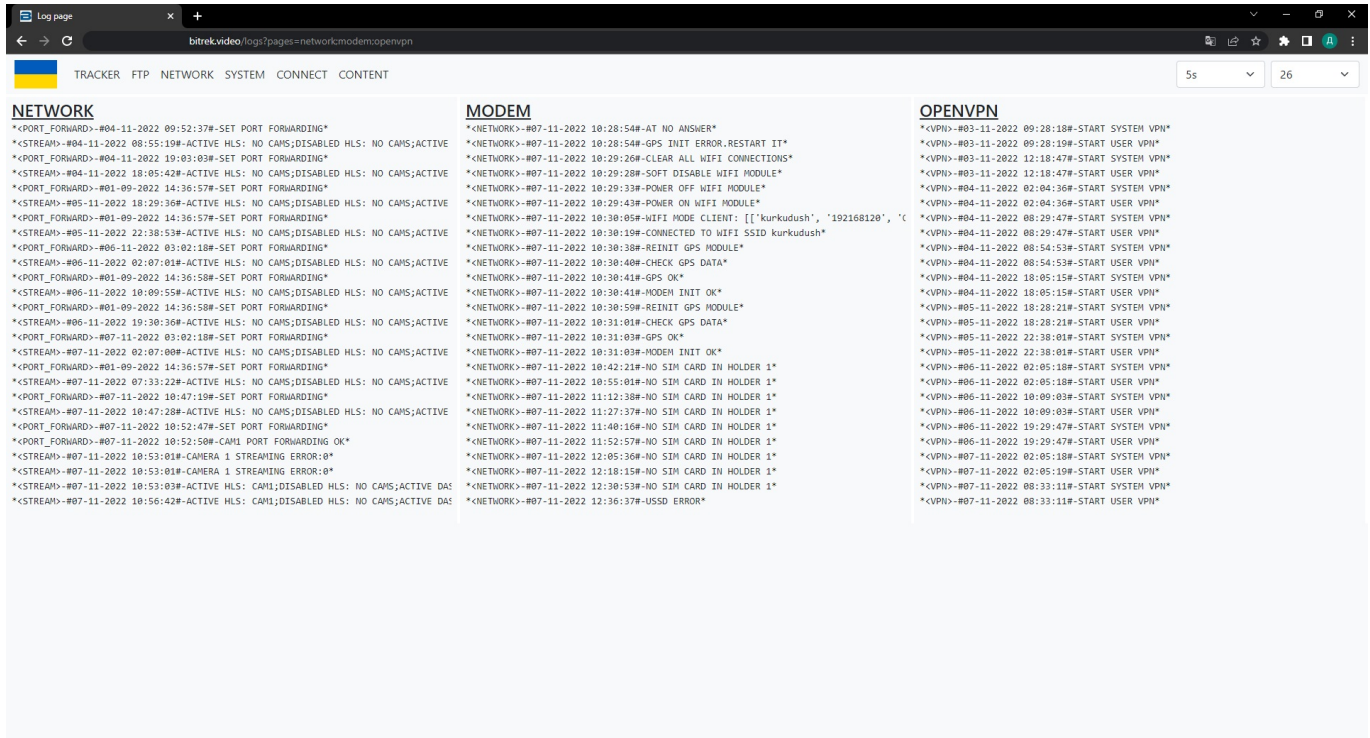 Log page
bitrek.video/logs?pages=network;modem;openvpn
Д
TRACKER FTP NETWORK SYSTEM CONNECT CONTENT
5s
26
NETWORK
*<PORT_FORWARD>-#04-11-2022 09:52:37#-SET PORT FORWARDING*
*<STREAM>-#04-11-2022 08:55:19#-ACTIVE HLS: NO CAMS;DISABLED HLS: NO CAMS;ACTIVE
*<PORT_FORWARD>-#04-11-2022 19:03:03#-SET PORT FORWARDING*
*<STREAM>-#04-11-2022 18:05:42#-ACTIVE HLS: NO CAMS;DISABLED HLS: NO CAMS;ACTIVE
*<PORT_FORWARD>-#01-09-2022 14:36:57#-SET PORT FORWARDING*
*<STREAM>-#05-11-2022 18:29:36#-ACTIVE HLS: NO CAMS;DISABLED HLS: NO CAMS;ACTIVE
*<PORT_FORWARD>-#01-09-2022 14:36:57#-SET PORT FORWARDING*
*<STREAM>-#05-11-2022 22:38:53#-ACTIVE HLS: NO CAMS;DISABLED HLS: NO CAMS;ACTIVE
*<PORT_FORWARD>-#06-11-2022 03:02:18#-SET PORT FORWARDING*
*<STREAM>-#06-11-2022 02:07:01#-ACTIVE HLS: NO CAMS;DISABLED HLS: NO CAMS;ACTIVE
*<PORT_FORWARD>-#01-09-2022 14:36:58#-SET PORT FORWARDING*
*<STREAM>-#06-11-2022 10:09:55#-ACTIVE HLS: NO CAMS;DISABLED HLS: NO CAMS;ACTIVE
*<PORT_FORWARD>-#01-09-2022 14:36:58#-SET PORT FORWARDING*
*<STREAM>-#06-11-2022 19:30:36#-ACTIVE HLS: NO CAMS;DISABLED HLS: NO CAMS;ACTIVE
*<PORT_FORWARD>-#07-11-2022 03:02:18#-SET PORT FORWARDING*
*<STREAM>-#07-11-2022 02:07:00#-ACTIVE HLS: NO CAMS;DISABLED HLS: NO CAMS;ACTIVE
*<PORT_FORWARD>-#01-09-2022 14:36:57#-SET PORT FORWARDING*
*<STREAM>-#07-11-2022 07:33:22#-ACTIVE HLS: NO CAMS;DISABLED HLS: NO CAMS;ACTIVE
*<PORT_FORWARD>-#07-11-2022 10:47:19#-SET PORT FORWARDING*
*<STREAM>-#07-11-2022 10:47:28#-ACTIVE HLS: NO CAMS;DISABLED HLS: NO CAMS;ACTIVE
*<PORT_FORWARD>-#07-11-2022 10:52:47#-SET PORT FORWARDING*
*<PORT_FORWARD>-#07-11-2022 10:52:50#-CAM1 PORT FORWARDING OK*
*<STREAM>-#07-11-2022 10:53:01#-CAMERA 1 STREAMING ERROR:0*
*<STREAM>-#07-11-2022 10:53:01#-CAMERA 1 STREAMING ERROR:0*
*<STREAM>-#07-11-2022 10:53:03#-ACTIVE HLS: CAM1;DISABLED HLS: NO CAMS;ACTIVE DAS
*<STREAM>-#07-11-2022 10:56:42#-ACTIVE HLS: CAM1;DISABLED HLS: NO CAMS;ACTIVE DAS
MODEM
*<NETWORK>-#07-11-2022 10:28:54#-AT NO ANSWER*
*<NETWORK>-#07-11-2022 10:28:54#-GPS INIT ERROR.RESTART IT*
*<NETWORK>-#07-11-2022 10:29:26#-CLEAR ALL WIFI CONNECTIONS*
*<NETWORK>-#07-11-2022 10:29:28#-SOFT DISABLE WIFI MODULE*
*<NETWORK>-#07-11-2022 10:29:33#-POWER OFF WIFI MODULE*
*<NETWORK>-#07-11-2022 10:29:43#-POWER ON WIFI MODULE*
*<NETWORK>-#07-11-2022 10:30:05#-WIFI MODE CLIENT: [['kurkudush', '192168120', '
*<NETWORK>-#07-11-2022 10:30:19#-CONNECTED TO WIFI SSID kurkudush*
*<NETWORK>-#07-11-2022 10:30:38#-REINIT GPS MODULE*
*<NETWORK>-#07-11-2022 10:30:40#-CHECK GPS DATA*
*<NETWORK>-#07-11-2022 10:30:41#-GPS OK*
*<NETWORK>-#07-11-2022 10:30:41#-MODEM INIT OK*
*<NETWORK>-#07-11-2022 10:30:59#-REINIT GPS MODULE*
*<NETWORK>-#07-11-2022 10:31:01#-CHECK GPS DATA*
*<NETWORK>-#07-11-2022 10:31:03#-GPS OK*
*<NETWORK>-#07-11-2022 10:31:03#-MODEM INIT OK*
*<NETWORK>-#07-11-2022 10:42:21#-NO SIM CARD IN HOLDER 1*
*<NETWORK>-#07-11-2022 10:55:01#-NO SIM CARD IN HOLDER 1*
*<NETWORK>-#07-11-2022 11:12:38#-NO SIM CARD IN HOLDER 1*
*<NETWORK>-#07-11-2022 11:27:37#-NO SIM CARD IN HOLDER 1*
*<NETWORK>-#07-11-2022 11:40:16#-NO SIM CARD IN HOLDER 1*
*<NETWORK>-#07-11-2022 11:52:57#-NO SIM CARD IN HOLDER 1*
*<NETWORK>-#07-11-2022 12:05:36#-NO SIM CARD IN HOLDER 1*
*<NETWORK>-#07-11-2022 12:18:15#-NO SIM CARD IN HOLDER 1*
*<NETWORK>-#07-11-2022 12:30:53#-NO SIM CARD IN HOLDER 1*
*<NETWORK>-#07-11-2022 12:36:37#-USSD ERROR*
OPENVPN
*<VPN>-#03-11-2022 09:28:18#-START SYSTEM VPN*
*<VPN>-#03-11-2022 09:28:19#-START USER VPN*
*<VPN>-#03-11-2022 12:18:47#-START SYSTEM VPN*
*<VPN>-#03-11-2022 12:18:47#-START USER VPN*
*<VPN>-#04-11-2022 02:04:36#-START SYSTEM VPN*
*<VPN>-#04-11-2022 02:04:36#-START USER VPN*
*<VPN>-#04-11-2022 08:29:47#-START SYSTEM VPN*
*<VPN>-#04-11-2022 08:29:47#-START USER VPN*
*<VPN>-#04-11-2022 08:54:53#-START SYSTEM VPN*
*<VPN>-#04-11-2022 08:54:53#-START USER VPN*
*<VPN>-#04-11-2022 18:05:15#-START SYSTEM VPN*
*<VPN>-#04-11-2022 18:05:15#-START USER VPN*
*<VPN>-#05-11-2022 18:28:21#-START SYSTEM VPN*
*<VPN>-#05-11-2022 18:28:21#-START USER VPN*
*<VPN>-#05-11-2022 22:38:01#-START SYSTEM VPN*
*<VPN>-#05-11-2022 22:38:01#-START USER VPN*
*<VPN>-#06-11-2022 02:05:18#-START SYSTEM VPN*
*<VPN>-#06-11-2022 02:05:18#-START USER VPN*
*<VPN>-#06-11-2022 10:09:03#-START SYSTEM VPN*
*<VPN>-#06-11-2022 10:09:03#-START USER VPN*
*<VPN>-#06-11-2022 19:29:47#-START SYSTEM VPN*
*<VPN>-#06-11-2022 19:29:47#-START USER VPN*
*<VPN>-#07-11-2022 02:05:18#-START SYSTEM VPN*
*<VPN>-#07-11-2022 02:05:19#-START USER VPN*
*<VPN>-#07-11-2022 08:33:11#-START SYSTEM VPN*
*<VPN>-#07-11-2022 08:33:11#-START USER VPN*